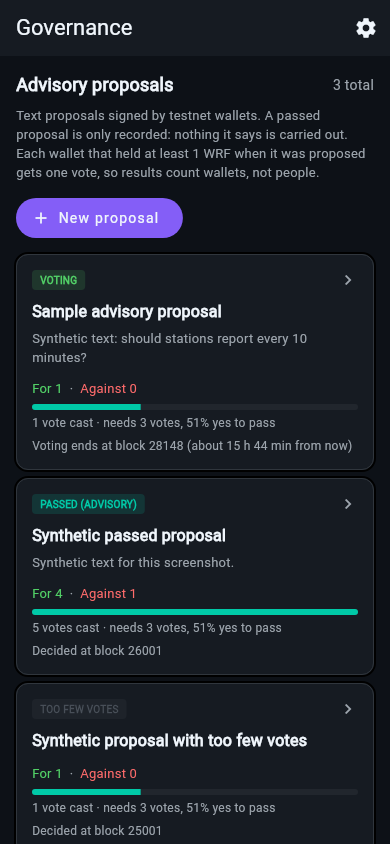 Governance
Advisory proposals
3 total
Text proposals signed by testnet wallets. A passed
proposal is only recorded: nothing it says is carried out.
Each wallet that held at least 1 WRF when it was proposed
gets one vote, so results count wallets, not people.
+ New proposal
VOTING
Sample advisory proposal
Synthetic text: should stations report every 10
minutes?
For 1 · Against 0
1 vote cast · needs 3 votes, 51% yes to pass
Voting ends at block 28148 (about 15 h 44 min from now)
PASSED (ADVISORY)
Synthetic passed proposal
Synthetic text for this screenshot.
For 4 · Against 1
5 votes cast · needs 3 votes, 51% yes to pass
Decided at block 26001
TOO FEW VOTES
Synthetic proposal with too few votes
For 1 · Against 0
1 vote cast · needs 3 votes, 51% yes to pass
Decided at block 25001